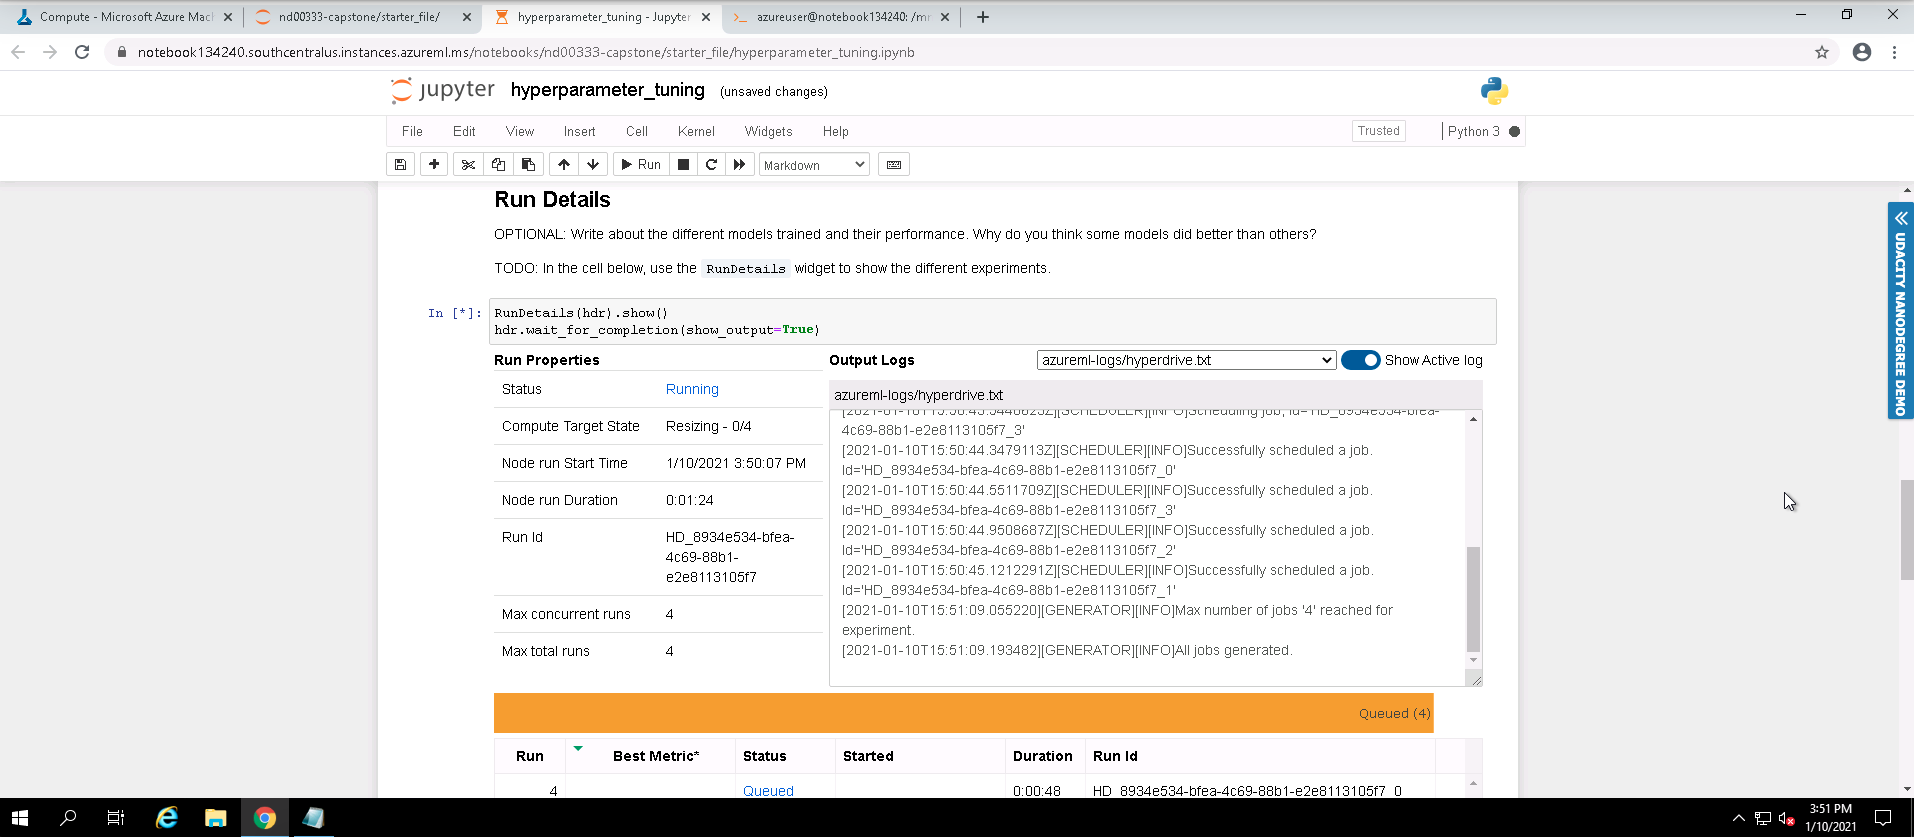 Compute - Microsoft Azure Mac
nd00333-capstone/starter_file/
hyperparameter_tuning - Jupyter
azureuser@notebook134240: /mn
notebook134240.southcentralus.instances.azureml.ms/notebooks/nd00333-capstone/starter_file/hyperparameter_tuning.ipynb
jupyter hyperparameter_tuning (unsaved changes)
File Edit View Insert Cell Kernel Widgets Help
Trusted
Python 3
Run
Markdown
Run Details
OPTIONAL: Write about the different models trained and their performance. Why do you think some models did better than others?
TODO: In the cell below, use the RunDetails widget to show the different experiments.
In [*]:
RunDetails(hdr).show()
hdr.wait_for_completion(show_output=True)
Run Properties
Status Running
Compute Target State Resizing - 0/4
Node run Start Time 1/10/2021 3:50:07 PM
Node run Duration 0:01:24
Run Id HD_8934e534-bfea-
4c69-88b1-
e2e8113105f7
Max concurrent runs 4
Max total runs 4
Output Logs
azureml-logs/hyperdrive.txt
Show Active log
azureml-logs/hyperdrive.txt
[SCHEDULER][INFO]Scheduling job, id='HD_8934e534-bfea-
4c69-88b1-e2e8113105f7_3'
[2021-01-10T15:50:44.3479113Z][SCHEDULER][INFO]Successfully scheduled a job.
Id='HD_8934e534-bfea-4c69-88b1-e2e8113105f7_0'
[2021-01-10T15:50:44.5511709Z][SCHEDULER][INFO]Successfully scheduled a job.
Id='HD_8934e534-bfea-4c69-88b1-e2e8113105f7_3'
[2021-01-10T15:50:44.9508687Z][SCHEDULER][INFO]Successfully scheduled a job.
Id='HD_8934e534-bfea-4c69-88b1-e2e8113105f7_2'
[2021-01-10T15:50:45.1212291Z][SCHEDULER][INFO]Successfully scheduled a job.
Id='HD_8934e534-bfea-4c69-88b1-e2e8113105f7_1'
[2021-01-10T15:51:09.055220][GENERATOR][INFO]Max number of jobs '4' reached for
experiment.
[2021-01-10T15:51:09.193482][GENERATOR][INFO]All jobs generated.
Queued (4)
Run Best Metric* Status Started Duration Run Id
4 Queued 0:00:48 HD_8934e534-bfea-4c69-88b1-e2e8113105f7_0
UDACITY NANODEGREE DEMO
3:51 PM
1/10/2021